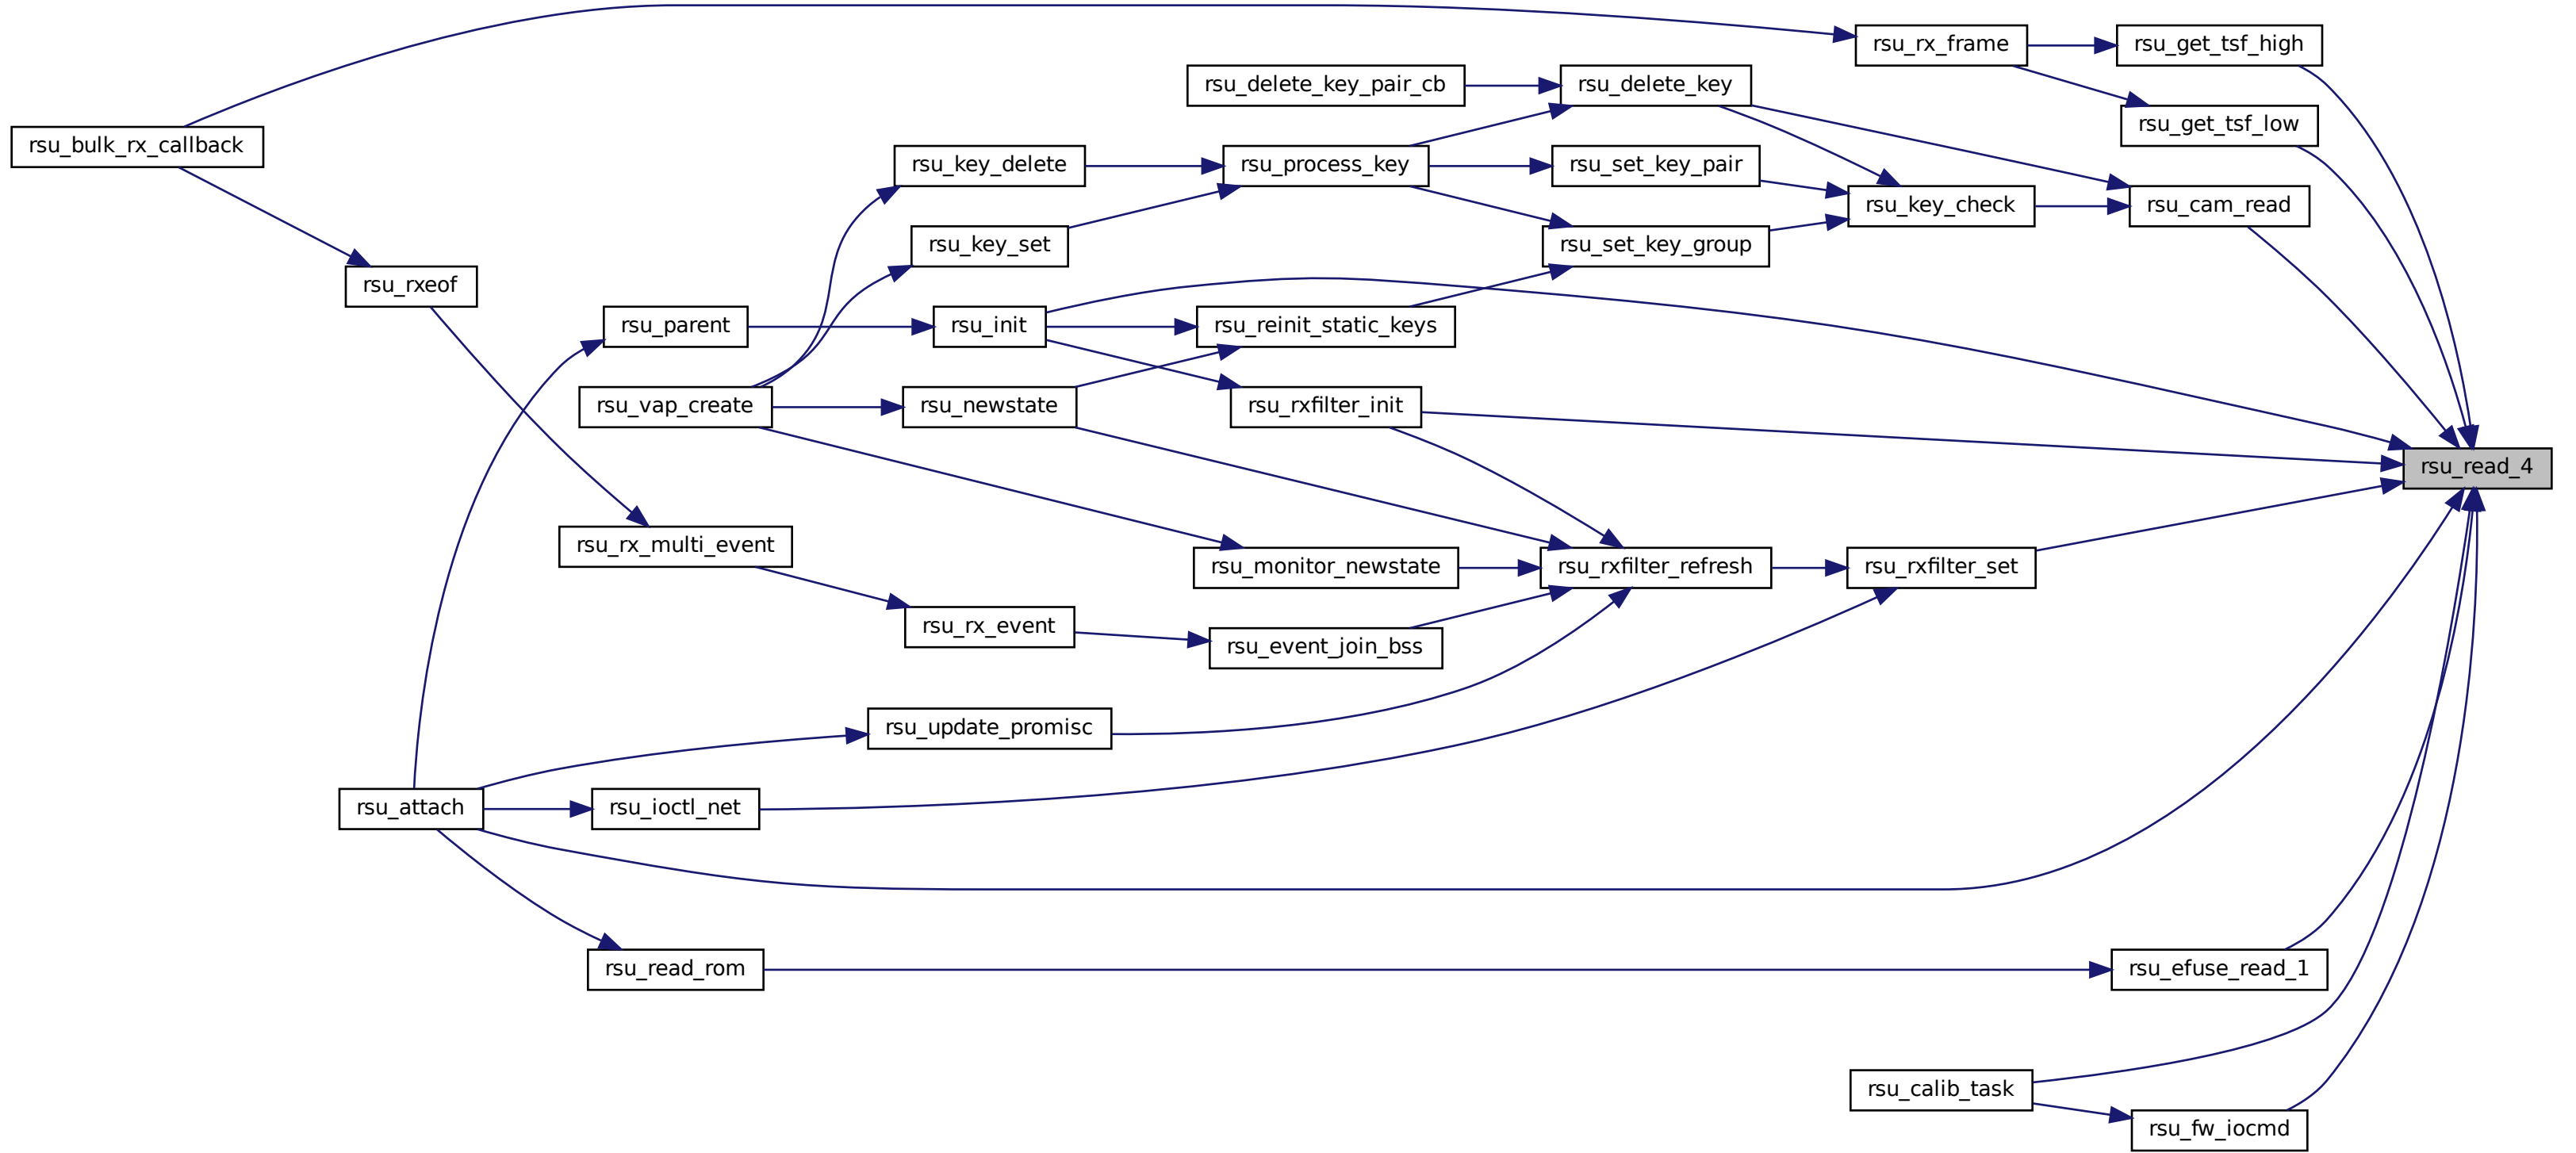 rsu_rx_frame
rsu_get_tsf_high
rsu_delete_key_pair_cb
rsu_delete_key
rsu_get_tsf_low
rsu_bulk_rx_callback
rsu_key_delete
rsu_process_key
rsu_set_key_pair
rsu_key_check
rsu_cam_read
rsu_key_set
rsu_set_key_group
rsu_rxeof
rsu_parent
rsu_init
rsu_reinit_static_keys
rsu_vap_create
rsu_newstate
rsu_rxfilter_init
rsu_read_4
rsu_rx_multi_event
rsu_monitor_newstate
rsu_rxfilter_refresh
rsu_rxfilter_set
rsu_rx_event
rsu_event_join_bss
rsu_update_promisc
rsu_attach
rsu_ioctl_net
rsu_read_rom
rsu_efuse_read_1
rsu_calib_task
rsu_fw_iocmd